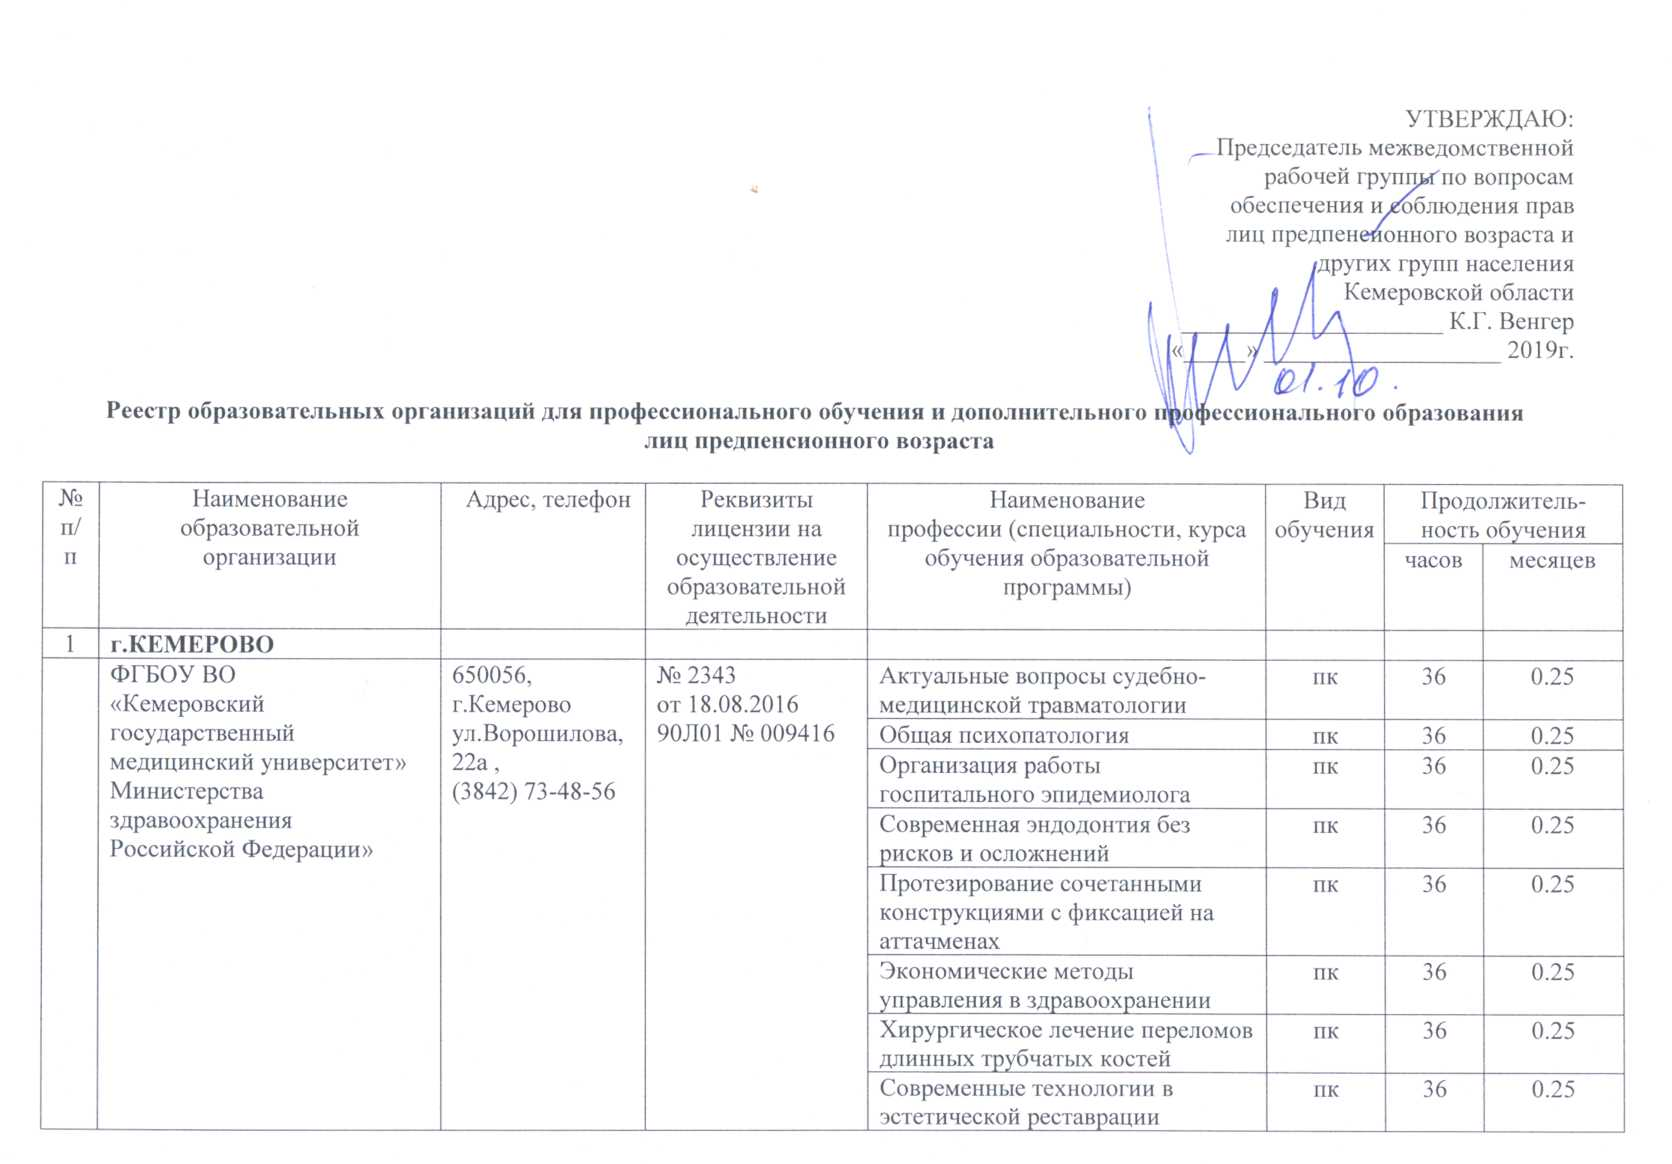 УТВЕРЖДАЮ:
Председатель межведомственной
рабочей группы по вопросам
обеспечения и соблюдения прав
лиц предпенсионного возраста и
других групп населения
Кемеровской области
____________________ К.Г. Венгер
«_____» __________________ 2019г.
01.10.
Реестр образовательных организаций для профессионального обучения и дополнительного профессионального образования
лиц предпенсионного возраста
№ п/п
Наименование
образовательной
организации
Адрес, телефон
Реквизиты
лицензии на
осуществление
образовательной
деятельности
Наименование
профессии (специальности, курса
обучения образовательной
программы)
Вид
обучения
Продолжитель-
ность обучения
часов
месяцев
1 г.КЕМЕРОВО
ФГБОУ ВО
«Кемеровский
государственный
медицинский университет»
Министерства
здравоохранения
Российской Федерации»
650056,
г.Кемерово
ул.Ворошилова,
22а ,
(3842) 73-48-56
№ 2343
от 18.08.2016
90Л01 № 009416
Актуальные вопросы судебно-
медицинской травматологии
пк 36 0.25
Общая психопатология пк 36 0.25
Организация работы
госпитального эпидемиолога
пк 36 0.25
Современная эндодонтия без
рисков и осложнений
пк 36 0.25
Протезирование сочетанными
конструкциями с фиксацией на
аттачменах
пк 36 0.25
Экономические методы
управления в здравоохранении
пк 36 0.25
Хирургическое лечение переломов
длинных трубчатых костей
пк 36 0.25
Современные технологии в
эстетической реставрации
пк 36 0.25